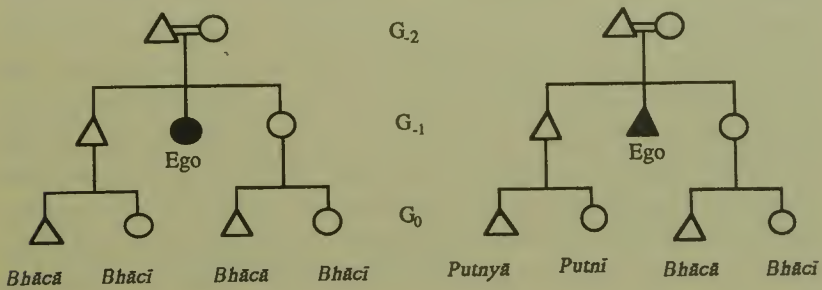 G-2
G-1
Ego
Ego
G0
Bhācā Bhācī Bhācā Bhācī Putnyā Putnī Bhācā Bhācī